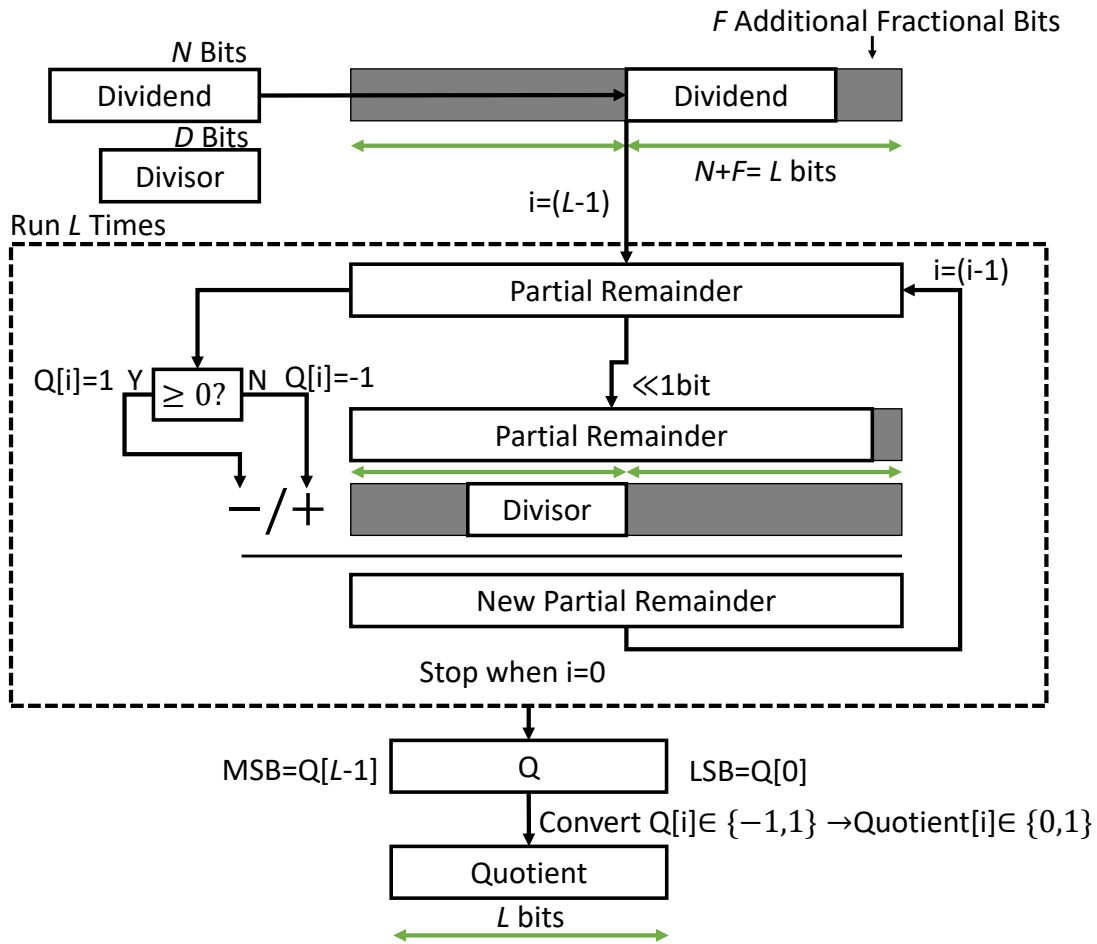 F Additional Fractional Bits
N Bits
Dividend
Dividend
D Bits
Divisor
N+F= L bits
i=(L-1)
Run L Times
i=(i-1)
Partial Remainder
Q[i]=1 Y ≥ 0? N Q[i]=-1
≪1bit
Partial Remainder
−/+
Divisor
New Partial Remainder
Stop when i=0
MSB=Q[L-1] Q LSB=Q[0]
Convert Q[i]∈ {−1,1} →Quotient[i]∈ {0,1}
Quotient
L bits